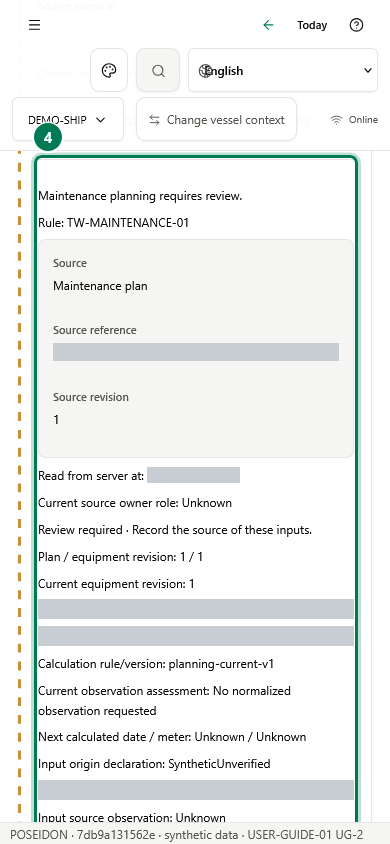 Today
English
DEMO-SHIP
Change vessel context
Online
4
Maintenance planning requires review.
Rule: TW-MAINTENANCE-01
Source
Maintenance plan
Source reference
Source revision
1
Read from server at:
Current source owner role: Unknown
Review required · Record the source of these inputs.
Plan / equipment revision: 1 / 1
Current equipment revision: 1
Calculation rule/version: planning-current-v1
Current observation assessment: No normalized
observation requested
Next calculated date / meter: Unknown / Unknown
Input origin declaration: SyntheticUnverified
Input source observation: Unknown
POSEIDON · 7db9a131562e · synthetic data · USER-GUIDE-01 UG-2